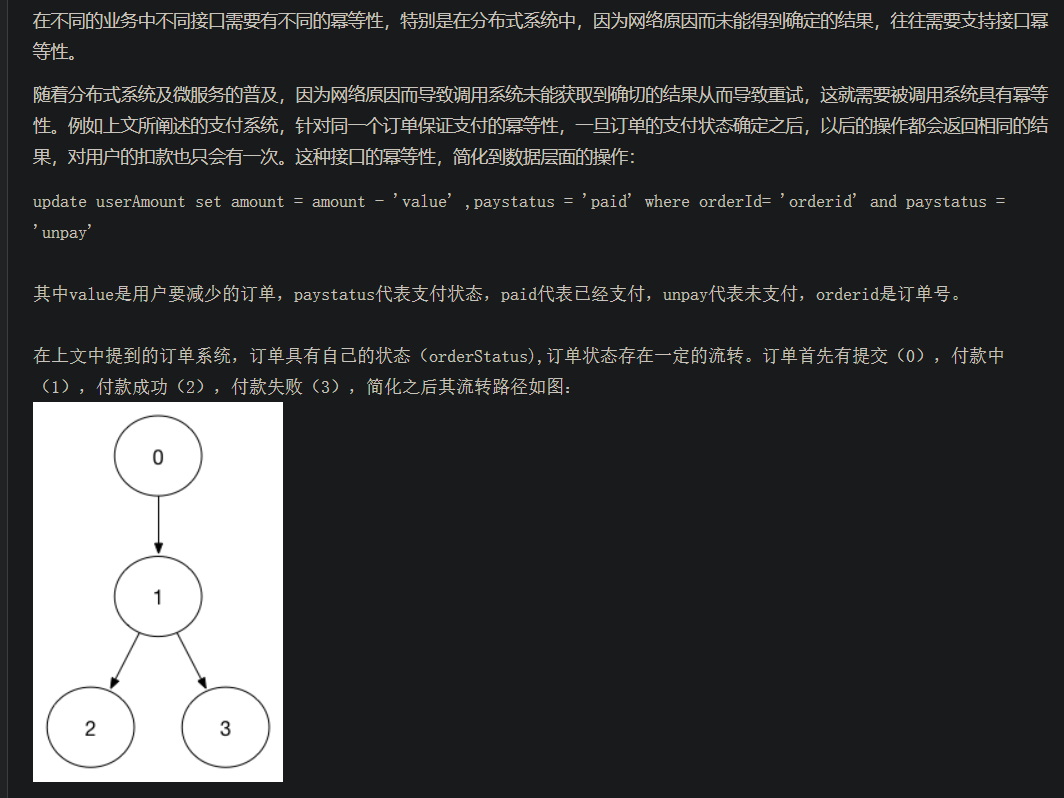 在不同的业务中不同接口需要有不同的幂等性，特别是在分布式系统中，因为网络原因而未能得到确定的结果，往往需要支持接口幂
等性。
随着分布式系统及微服务的普及，因为网络原因而导致调用系统未能获取到确切的结果从而导致重试，这就需要被调用系统具有幂等
性。例如上文所阐述的支付系统，针对同一个订单保证支付的幂等性，一旦订单的支付状态确定之后，以后的操作都会返回相同的结
果，对用户的扣款也只会有一次。这种接口的幂等性，简化到数据层面的操作：
update userAmount set amount = amount - 'value' ,paystatus = 'paid' where orderId= 'orderid' and paystatus =
'unpay'
其中value是用户要减少的订单，paystatus代表支付状态，paid代表已经支付，unpay代表未支付，orderid是订单号。
在上文中提到的订单系统，订单具有自己的状态（orderStatus),订单状态存在一定的流转。订单首先有提交（0），付款中
（1），付款成功（2），付款失败（3），简化之后其流转路径如图：
0
1
2 3